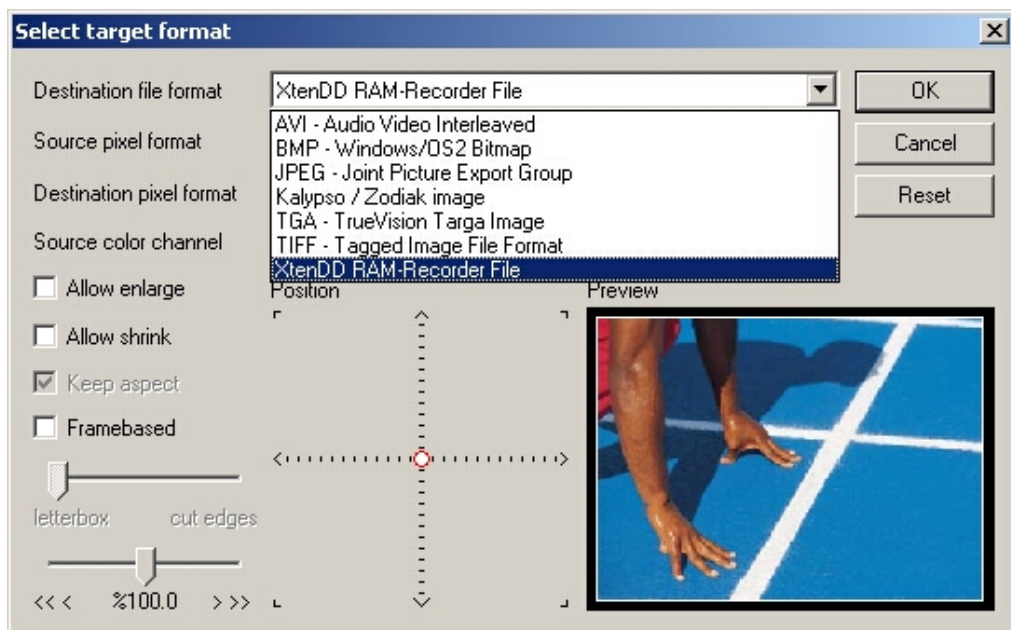 Select target format
Destination file format
XtenDD RAM-Recorder File
OK
AVI - Audio Video Interleaved
BMP - Windows/OS2 Bitmap
JPEG - Joint Picture Export Group
Kalypso / Zodiak image
TGA - TrueVision Targa Image
TIFF - Tagged Image File Format
XtenDD RAM-Recorder File
Source pixel format
Cancel
Destination pixel format
Reset
Source color channel
Allow enlarge
Position
Preview
Allow shrink
Keep aspect
Framebased
letterbox cut edges
<< < %100.0 > >>